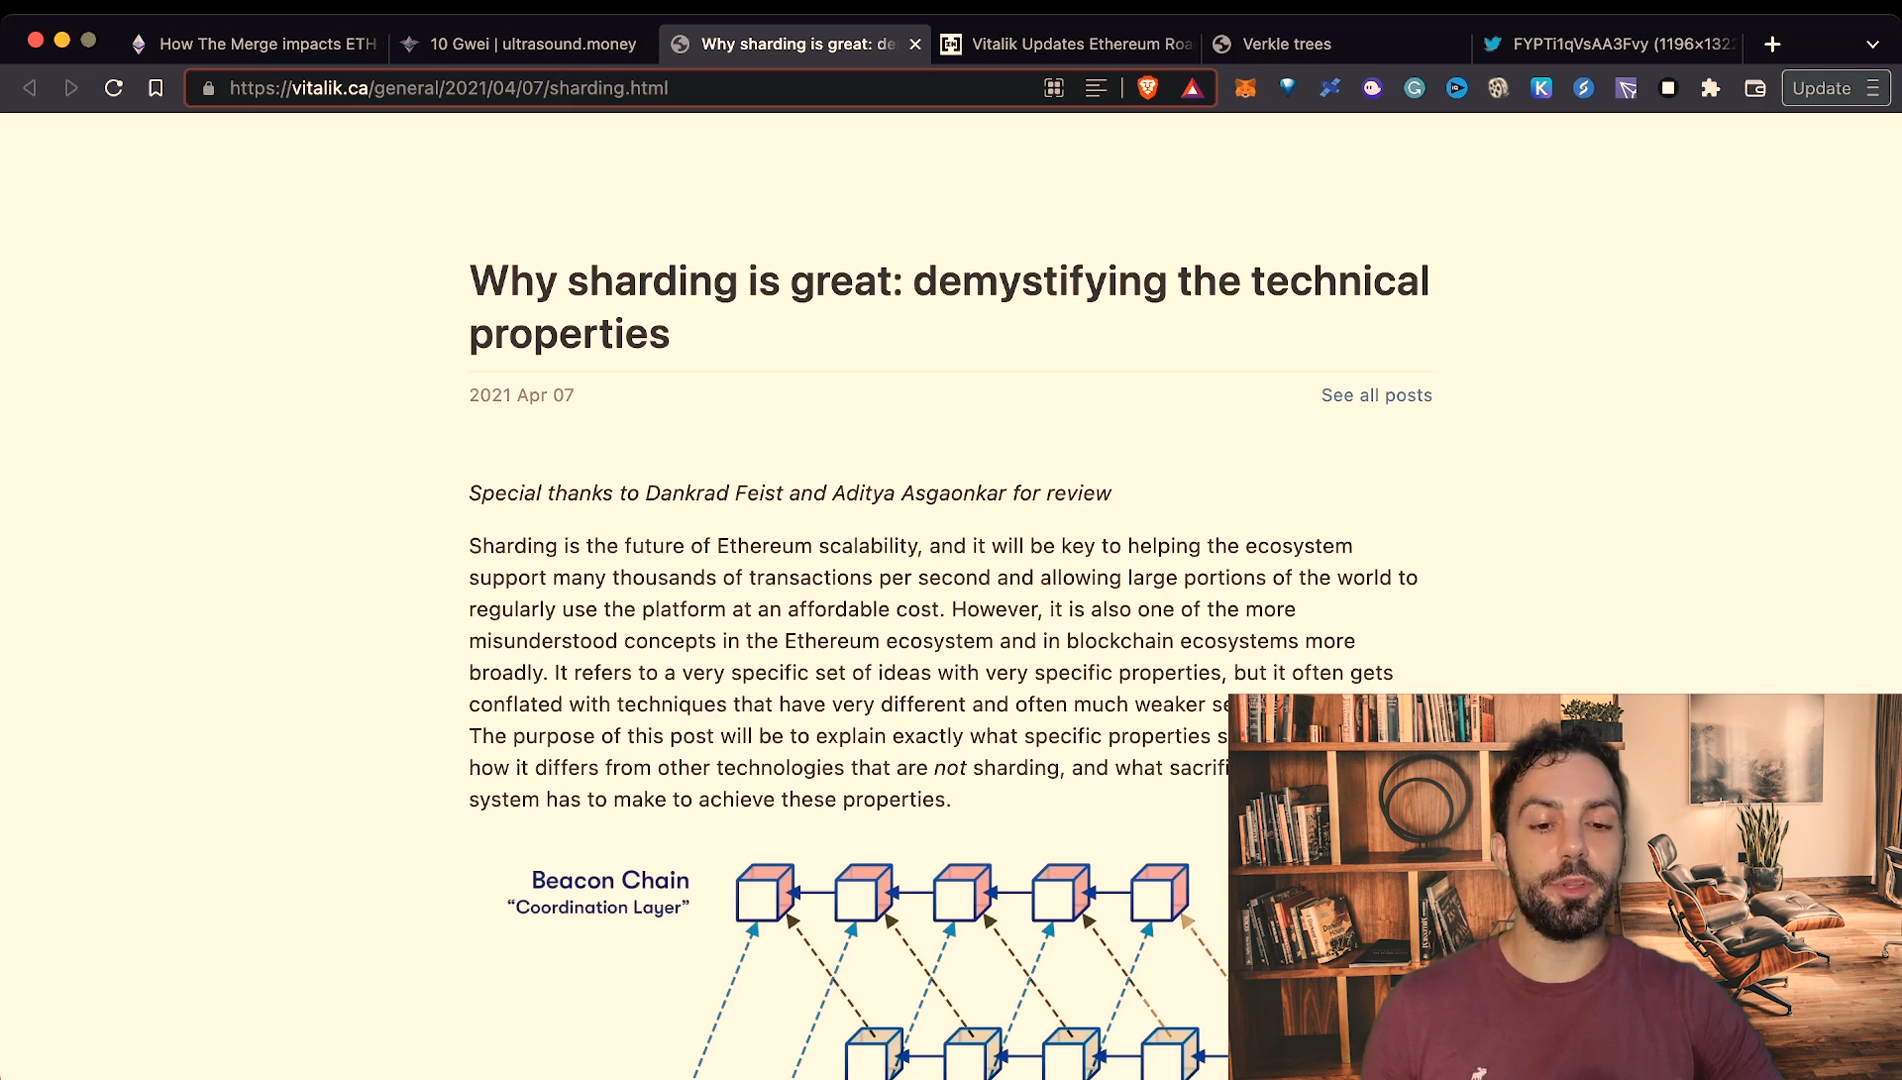 How The Merge impacts ETH
10 Gwei | ultrasound.money
Why sharding is great: de
Vitalik Updates Ethereum Roa
Verkle trees
FYPTi1qVsAA3Fvy (1196×132
https://vitalik.ca/general/2021/04/07/sharding.html
Update
Why sharding is great: demystifying the technical
properties
2021 Apr 07
See all posts
Special thanks to Dankrad Feist and Aditya Asgaonkar for review
Sharding is the future of Ethereum scalability, and it will be key to helping the ecosystem
support many thousands of transactions per second and allowing large portions of the world to
regularly use the platform at an affordable cost. However, it is also one of the more
misunderstood concepts in the Ethereum ecosystem and in blockchain ecosystems more
broadly. It refers to a very specific set of ideas with very specific properties, but it often gets
conflated with techniques that have very different and often much weaker se
The purpose of this post will be to explain exactly what specific properties s
how it differs from other technologies that are not sharding, and what sacrifi
system has to make to achieve these properties.
Beacon Chain
“Coordination Layer”